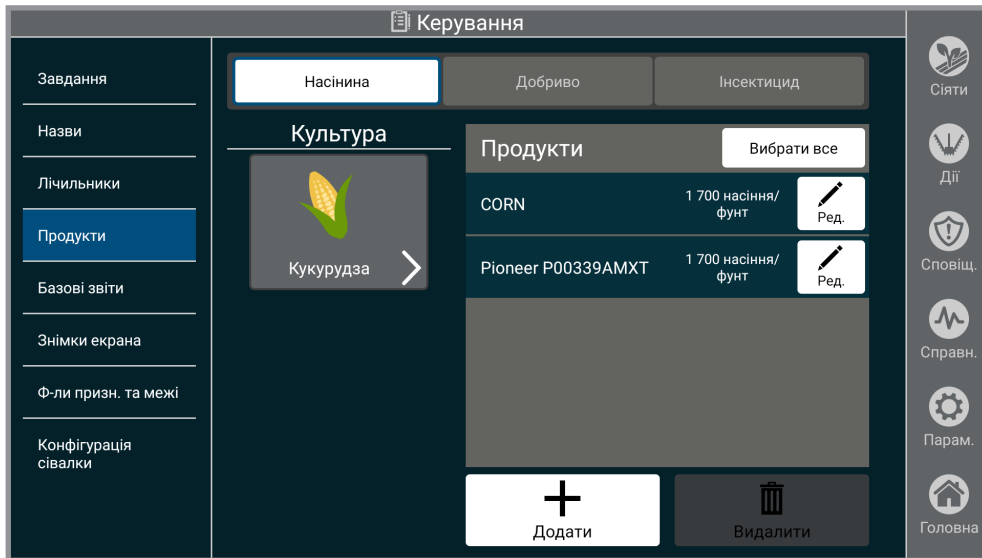 Керування
Завдання
Назви
Лічильники
Продукти
Базові звіти
Знімки екрана
Ф-ли призн. та межі
Конфігурація
сівалки
Насінина
Добриво
Інсектицид
Культура
Кукурудза
Продукти
Вибрати все
CORN
1 700 насіння/
фунт
Ред.
Pioneer P00339AMXT
1 700 насіння/
фунт
Ред.
Додати
Видалити
Сіяти
Дії
Сповіщ.
Справн.
Парам.
Головна